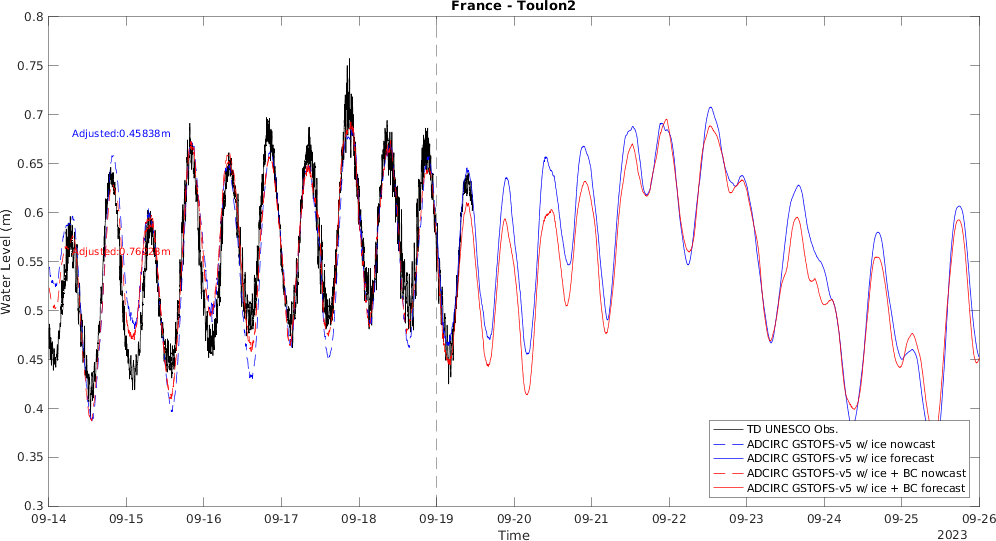 France - Toulon2
0.8
0.75
0.7
0.65
0.6
0.55
0.5
0.45
0.4
0.35
0.3
Water Level (m)
Adjusted:0.45838m
TD UNESCO Obs.
ADCIRC GSTOFS-v5 w/ ice nowcast
ADCIRC GSTOFS-v5 w/ ice forecast
ADCIRC GSTOFS-v5 w/ ice + BC nowcast
ADCIRC GSTOFS-v5 w/ ice + BC forecast
09-14 09-15 09-16 09-17 09-18 09-19 09-20 09-21 09-22 09-23 09-24 09-25 09-26
Time
2023